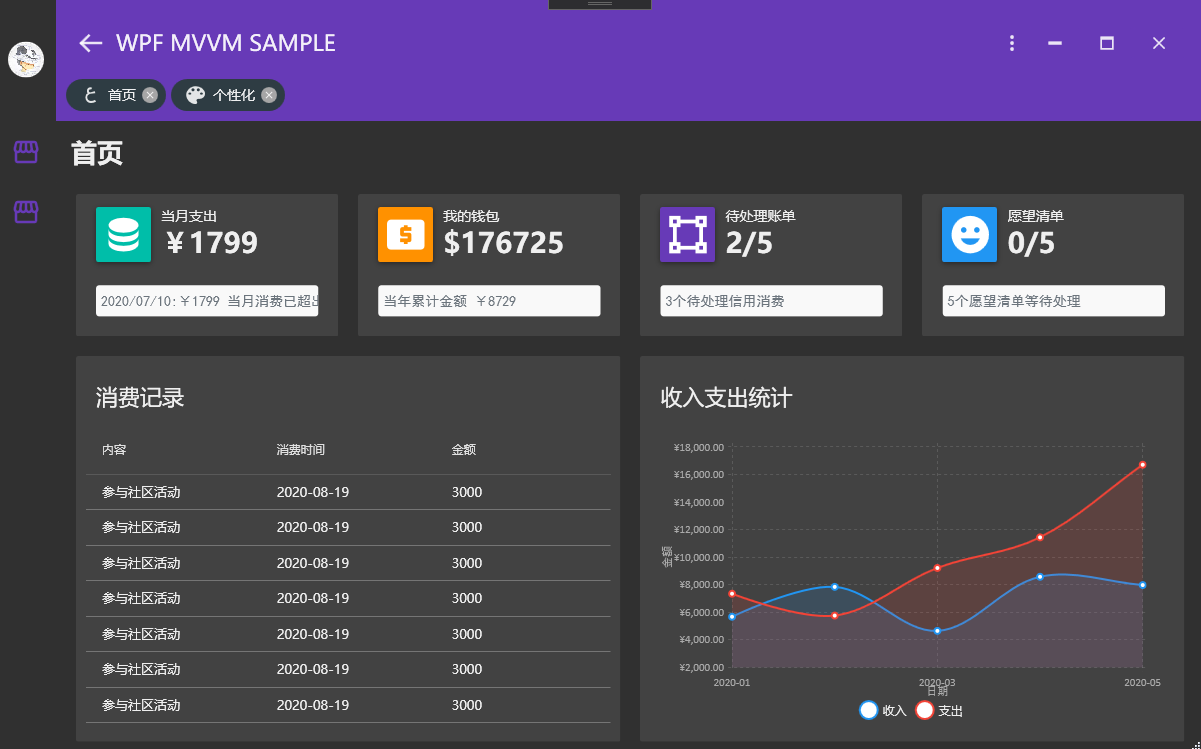 WPF MVVM SAMPLE
首页
个性化
首页
当月支出
¥1799
我的钱包
$176725
待处理账单
2/5
愿望清单
0/5
2020/07/10:¥1799 当月消费已超
当年累计金额 ¥8729
3个待处理信用消费
5个愿望清单等待处理
消费记录
内容 消费时间 金额
参与社区活动 2020-08-19 3000
参与社区活动 2020-08-19 3000
参与社区活动 2020-08-19 3000
参与社区活动 2020-08-19 3000
参与社区活动 2020-08-19 3000
参与社区活动 2020-08-19 3000
参与社区活动 2020-08-19 3000
收入支出统计
¥18,000.00
¥16,000.00
¥14,000.00
¥12,000.00
¥10,000.00
¥8,000.00
¥6,000.00
¥4,000.00
¥2,000.00
金额
2020-01 2020-03 2020-05
日期
收入 支出